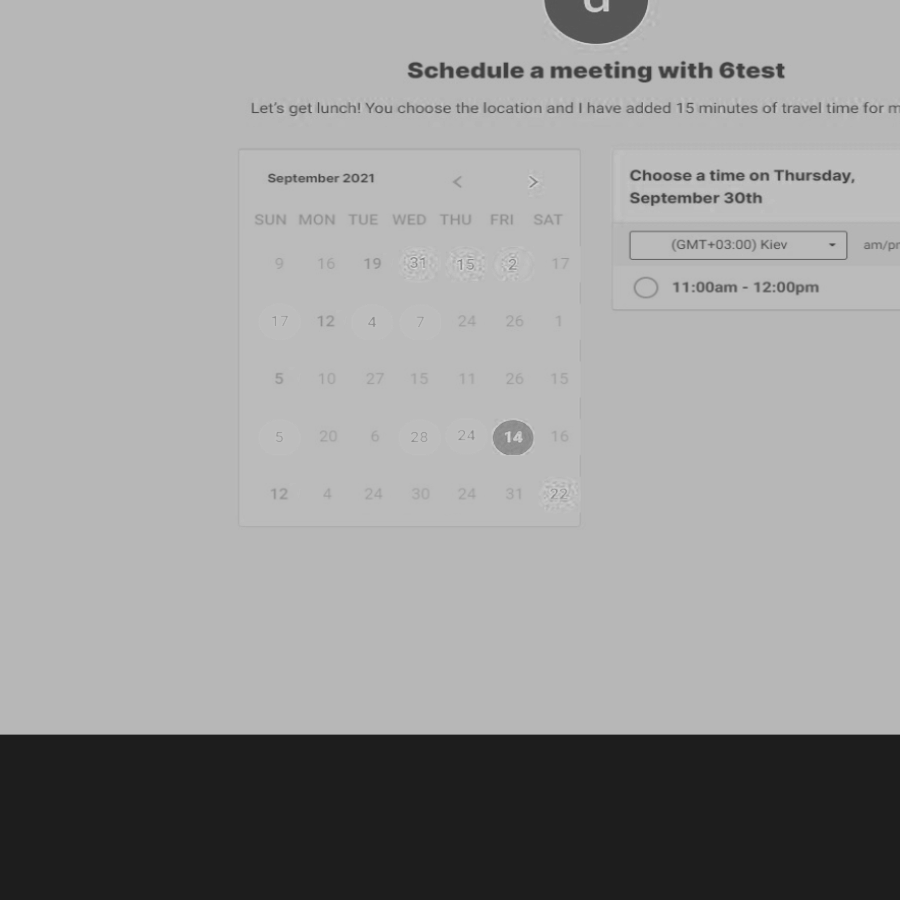 d
Schedule a meeting with 6test
Let's get lunch! You choose the location and I have added 15 minutes of travel time for m
September 2021 < >
SUN MON TUE WED THU FRI SAT
9 16 19 31 15 2 17
17 12 4 7 24 26 1
5 10 27 15 11 26 15
5 20 6 28 24 14 16
12 4 24 30 24 31 22
Choose a time on Thursday,
September 30th
(GMT+03:00) Kiev am/pm
11:00am - 12:00pm